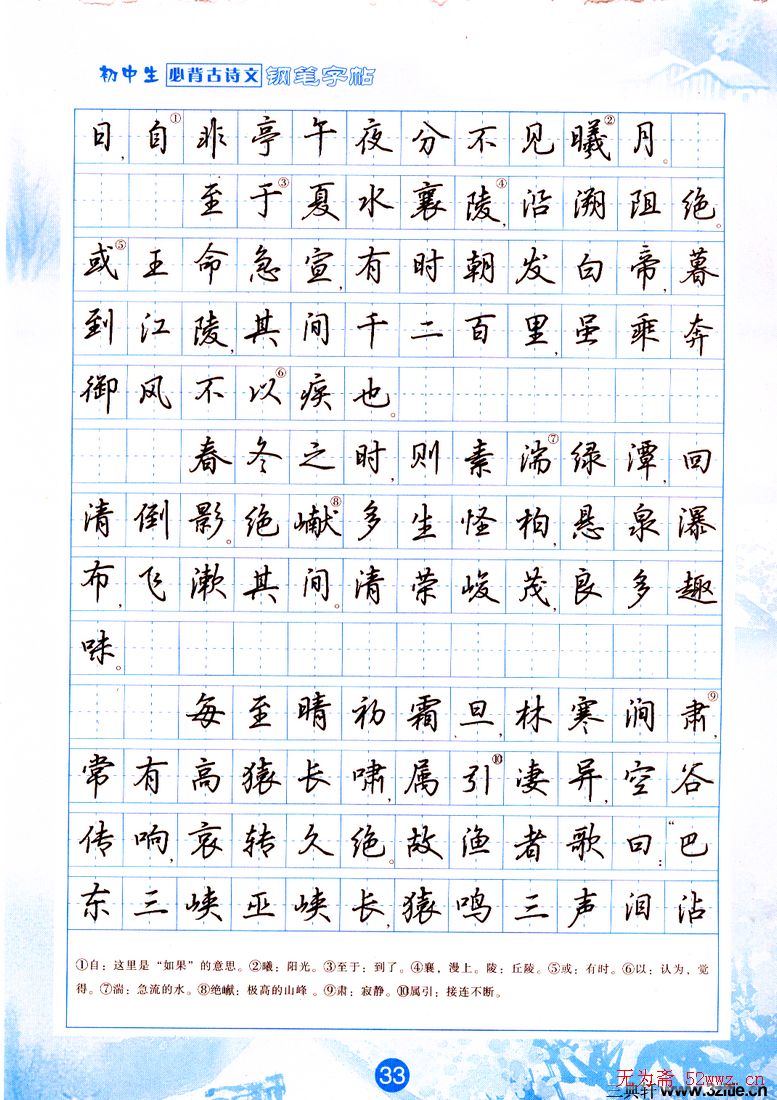 初中生 必背古诗文 钢笔字帖
日,自①非亭午夜分不见曦②月。
至于③夏水襄陵④,沿溯阻绝。
或⑤王命急宣,有时朝发白帝,暮
到江陵,其间千二百里,虽乘奔
御风不以⑥疾也。
春冬之时,则素湍⑦绿潭,回
清倒影。绝巘⑧多生怪柏,悬泉瀑
布,飞漱其间。清荣峻茂,良多趣
味。
每至晴初霜旦,林寒涧肃⑨,
常有高猿长啸,属引⑩凄异,空谷
传响,哀转久绝。故渔者歌曰:“巴
东三峡巫峡长,猿鸣三声泪沾
①自:这里是“如果”的意思。②曦:阳光。③至于:到了。④襄,漫上。陵:丘陵。⑤或:有时。⑥以:认为,觉
得。⑦湍:急流的水。⑧绝巘:极高的山峰。⑨肃:寂静。⑩属引:接连不断。
33
无为斋 52wwz.cn
三典轩 www.32lue.cn